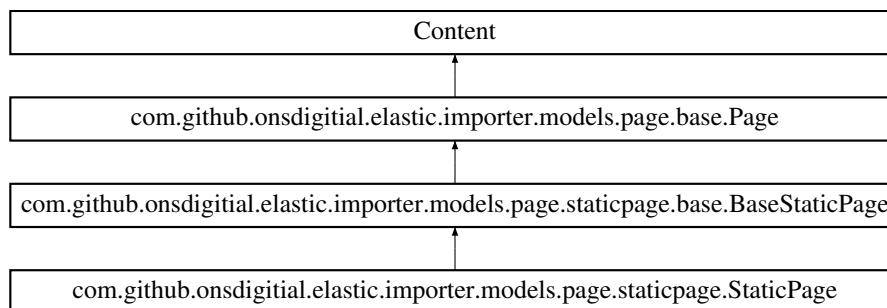 Content
com.github.onsdigitial.elastic.importer.models.page.base.Page
com.github.onsdigitial.elastic.importer.models.page.staticpage.base.BaseStaticPage
com.github.onsdigitial.elastic.importer.models.page.staticpage.StaticPage